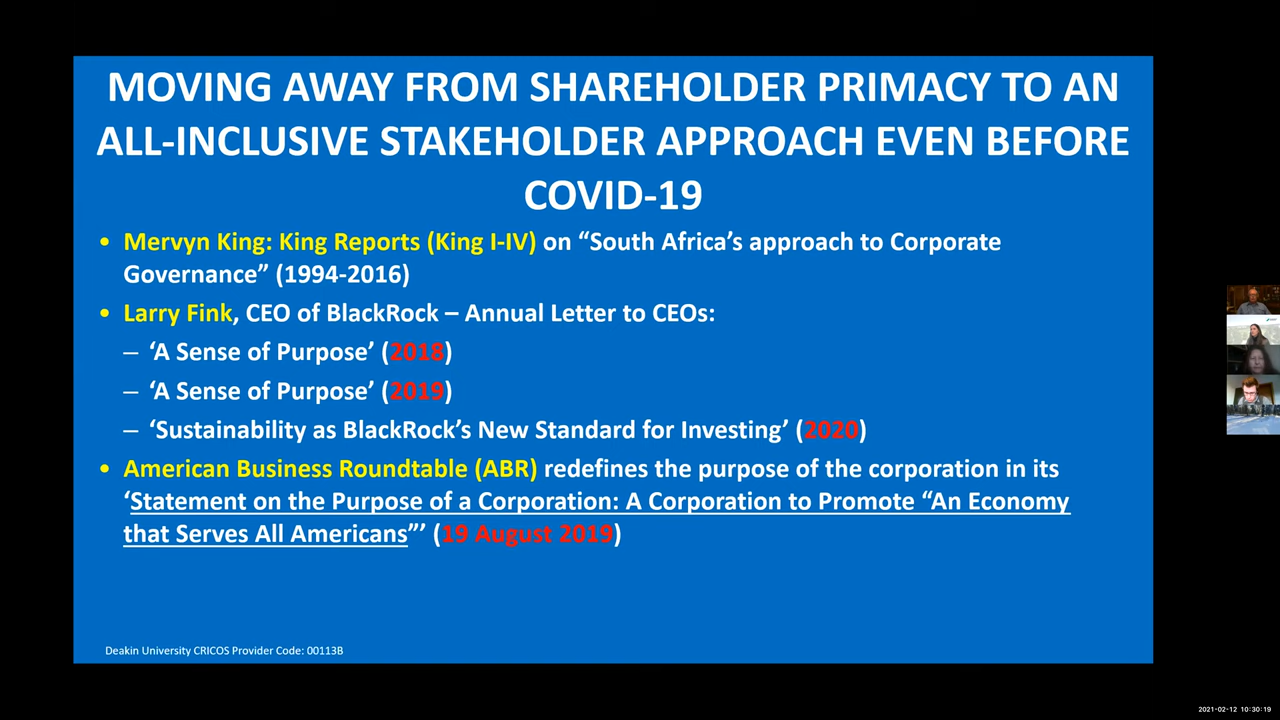 MOVING AWAY FROM SHAREHOLDER PRIMACY TO AN
ALL-INCLUSIVE STAKEHOLDER APPROACH EVEN BEFORE
COVID-19
• Mervyn King: King Reports (King I-IV) on “South Africa’s approach to Corporate
Governance” (1994-2016)
• Larry Fink, CEO of BlackRock – Annual Letter to CEOs:
– ‘A Sense of Purpose’ (2018)
– ‘A Sense of Purpose’ (2019)
– ‘Sustainability as BlackRock’s New Standard for Investing’ (2020)
• American Business Roundtable (ABR) redefines the purpose of the corporation in its
‘Statement on the Purpose of a Corporation: A Corporation to Promote “An Economy
that Serves All Americans”’ (19 August 2019)
Deakin University CRICOS Provider Code: 00113B
2021-02-12 10:30:19